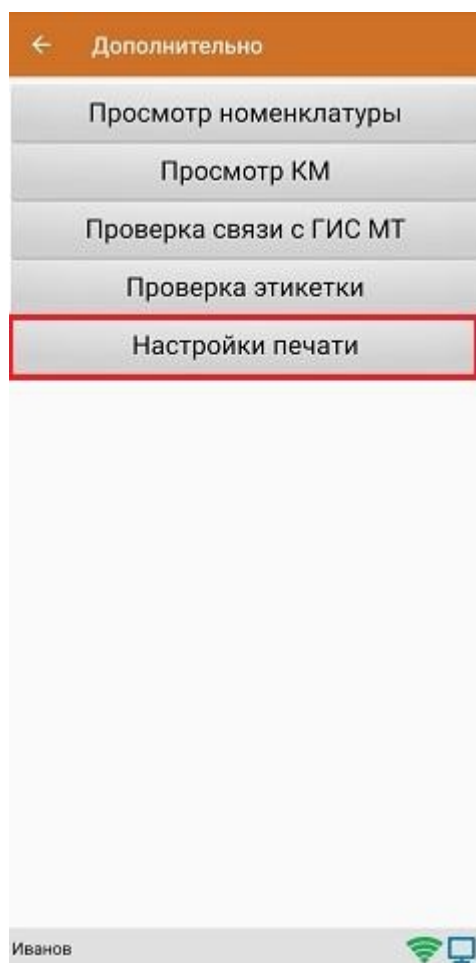 Дополнительно
Просмотр номенклатуры
Просмотр КМ
Проверка связи с ГИС МТ
Проверка этикетки
Настройки печати
Иванов